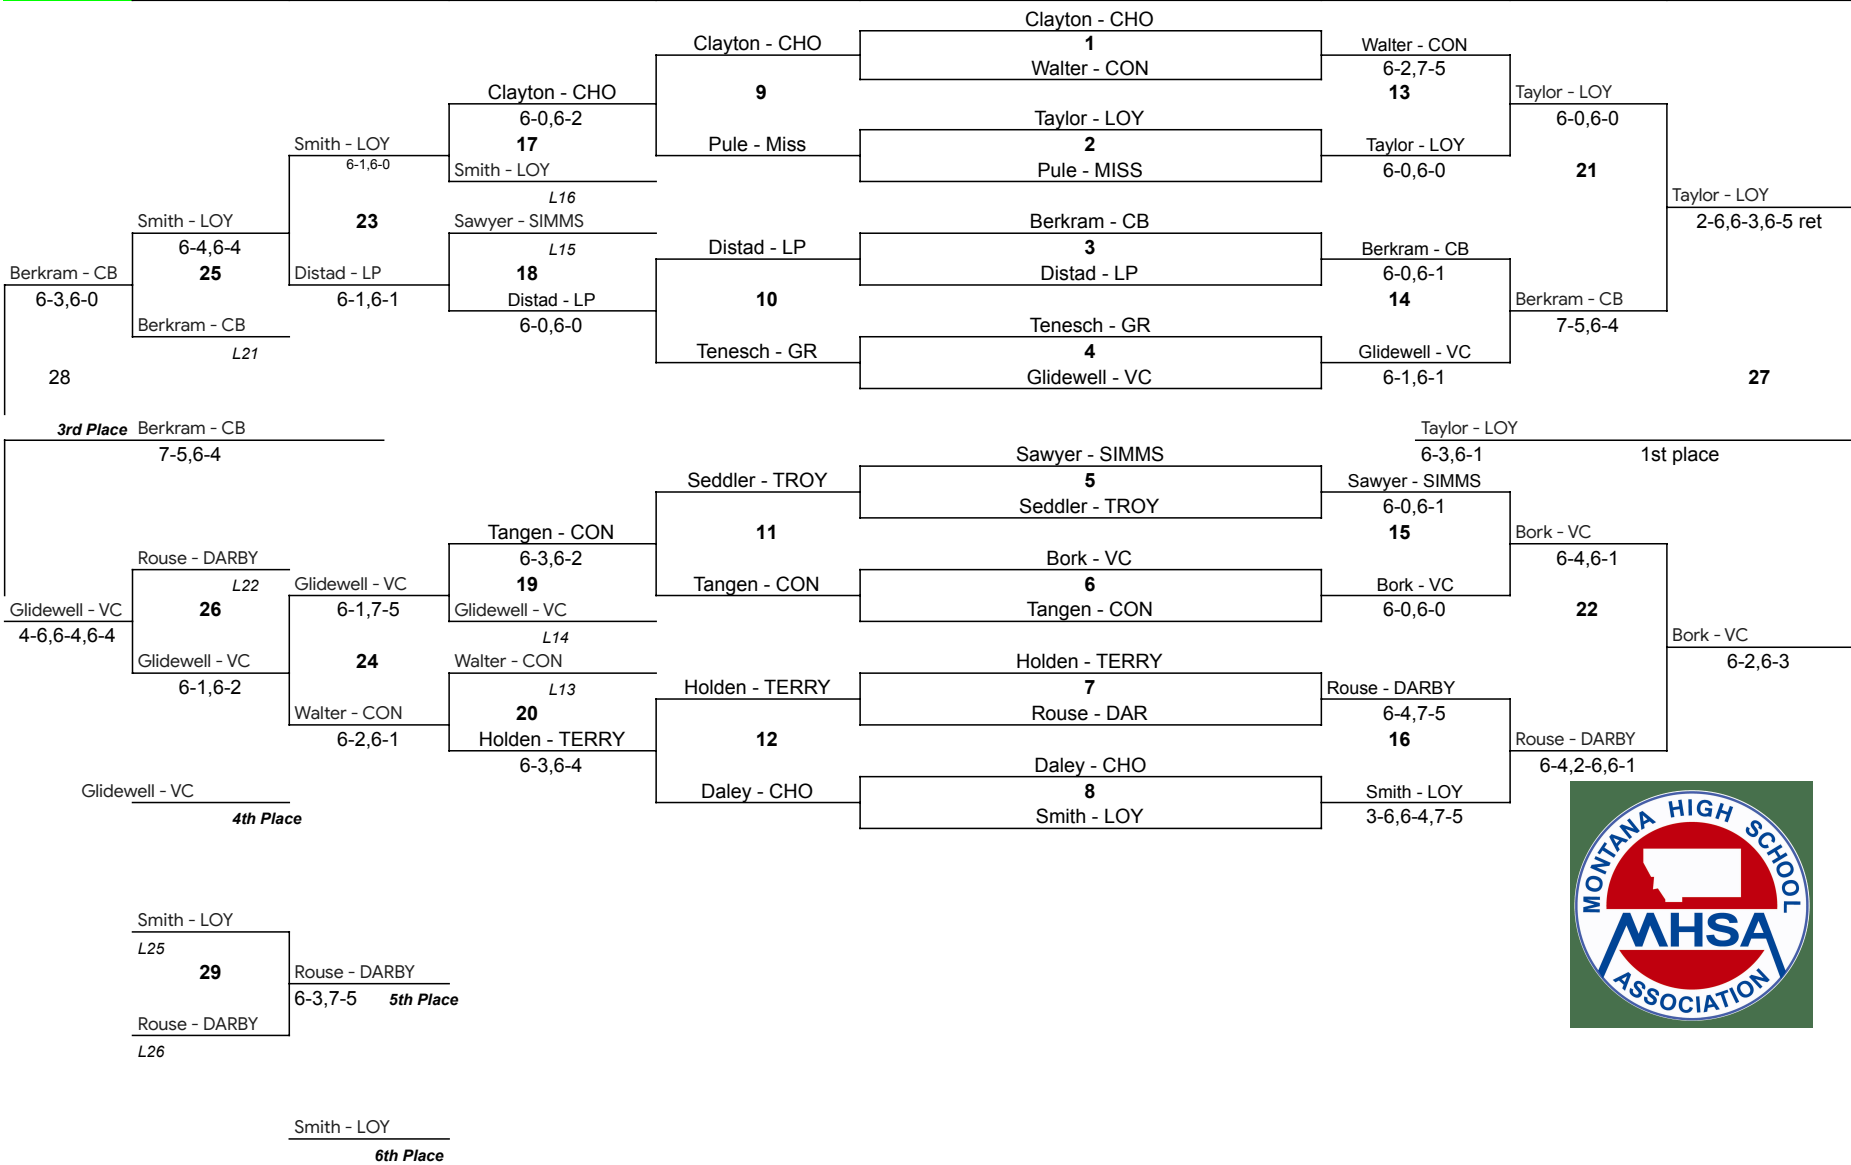 Clayton - CHO
Clayton - CHO
1
Walter - CON
Walter - CON
6-2,7-5
Clayton - CHO
9
13
Taylor - LOY
6-0,6-2
Taylor - LOY
6-0,6-0
Smith - LOY
17
Pule - Miss
2
Taylor - LOY
6-1,6-0
Smith - LOY
Pule - MISS
6-0,6-0
21
L16
Taylor - LOY
Smith - LOY
23
Sawyer - SIMMS
Berkram - CB
2-6,6-3,6-5 ret
6-4,6-4
L15
Distad - LP
3
Berkram - CB
Berkram - CB
25
Distad - LP
18
Distad - LP
6-0,6-1
6-3,6-0
6-1,6-1
Distad - LP
10
14
Berkram - CB
Berkram - CB
6-0,6-0
Tenesch - GR
7-5,6-4
L21
Tenesch - GR
4
Glidewell - VC
28
Glidewell - VC
6-1,6-1
27
3rd Place
Berkram - CB
Taylor - LOY
7-5,6-4
Sawyer - SIMMS
6-3,6-1
1st place
Seddler - TROY
5
Sawyer - SIMMS
Seddler - TROY
6-0,6-1
Tangen - CON
11
15
Bork - VC
Rouse - DARBY
6-3,6-2
Bork - VC
6-4,6-1
L22
Glidewell - VC
19
Tangen - CON
6
Bork - VC
Glidewell - VC
26
6-1,7-5
Glidewell - VC
Tangen - CON
6-0,6-0
22
4-6,6-4,6-4
L14
Bork - VC
Glidewell - VC
24
Walter - CON
Holden - TERRY
6-2,6-3
6-1,6-2
L13
Holden - TERRY
7
Rouse - DARBY
Walter - CON
20
Rouse - DAR
6-4,7-5
6-2,6-1
Holden - TERRY
12
16
Rouse - DARBY
6-3,6-4
Daley - CHO
6-4,2-6,6-1
Glidewell - VC
Daley - CHO
8
Smith - LOY
4th Place
Smith - LOY
3-6,6-4,7-5
MONTANA HIGH SCHOOL
MHSA
ASSOCIATION
Smith - LOY
L25
29
Rouse - DARBY
6-3,7-5
5th Place
Rouse - DARBY
L26
Smith - LOY
6th Place